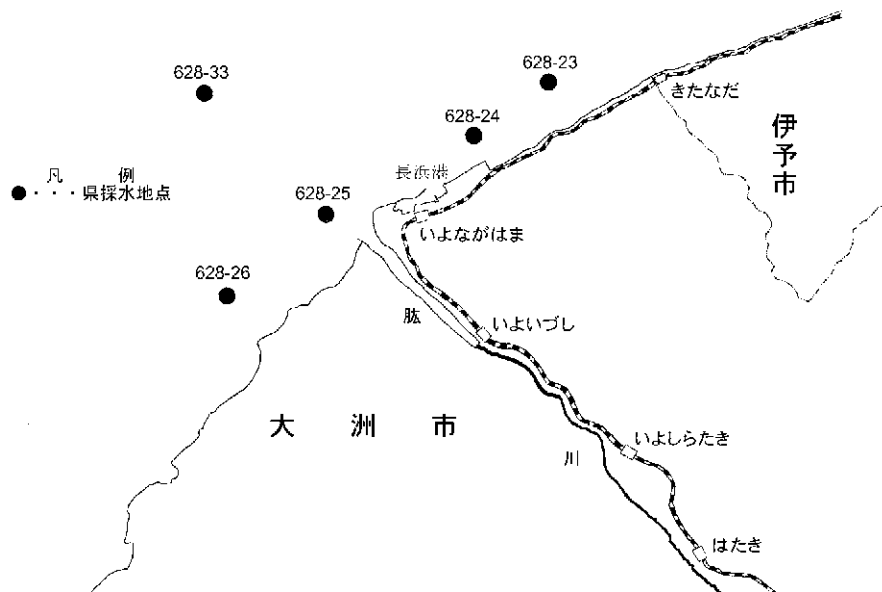 628-33
628-23
きたなだ
628-24
伊予市
長浜港
凡　例
●・・・県採水地点
628-25
いよながはま
628-26
肱川
いよいづし
大洲市
いよしらたき
はたき